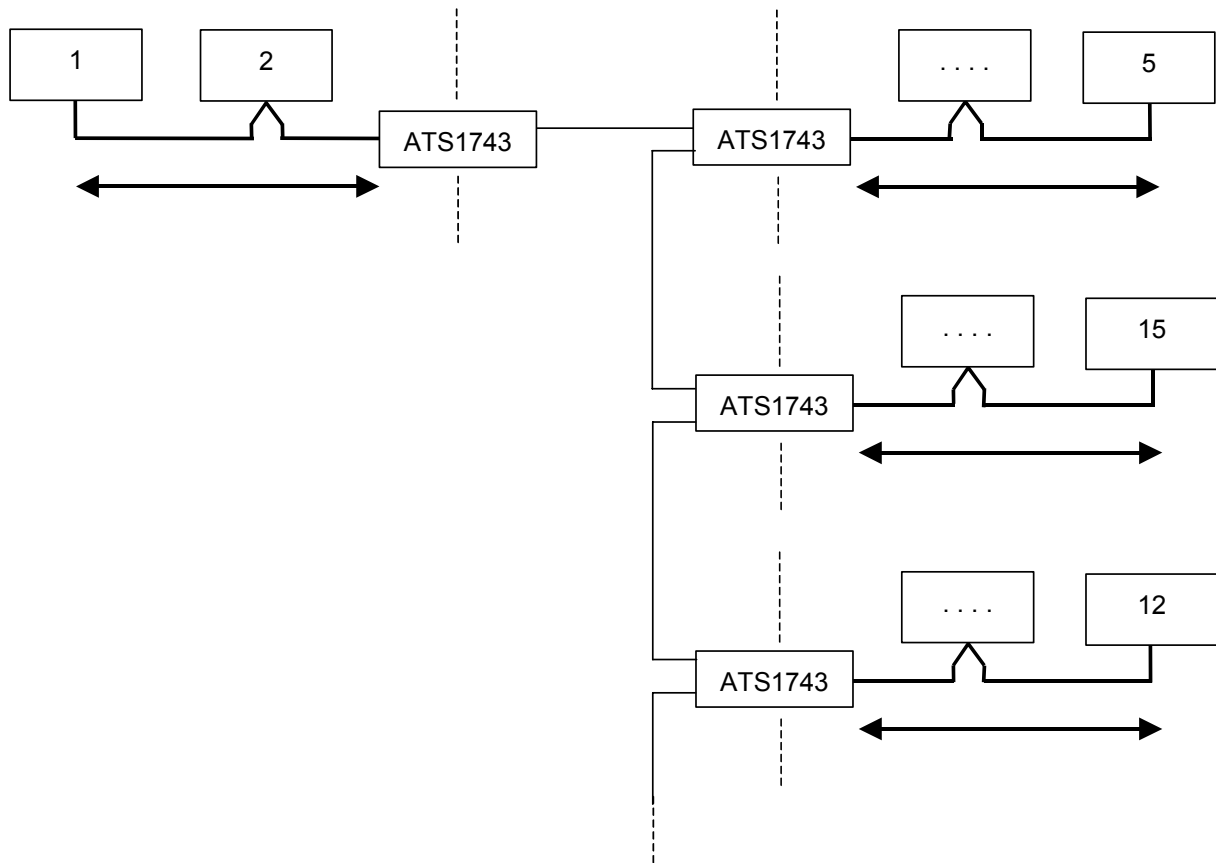 1
2
ATS1743
ATS1743
. . . .
5
ATS1743
. . . .
15
ATS1743
. . . .
12